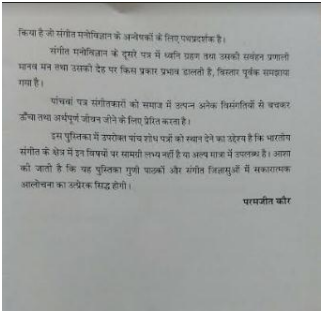 किया है जो संगीत मनोविज्ञान के अन्वेषकों के लिए पथप्रदर्शक है।
संगीत मनोविज्ञान के दूसरे पत्र में ध्वनि ग्रहण तथा उसकी सर्वहन प्रणाली
मानव मन तथा उसकी देह पर किस प्रकार प्रभाव डालती है, विस्तार पूर्वक समझाया
गया है।
पांचवां पत्र संगीतकारों को समाज में उत्पन्न अनेक विसंगतियों से बचकर
ऊँचा तथा अर्थपूर्ण जीवन जीने के लिए प्रेरित करता है।
इस पुस्तिका में उपरोक्त पांच शोध पत्रों को स्थान देने का उद्देश्य है कि भारतीय
संगीत के क्षेत्र में इन विषयों पर सामग्री लभ्य नहीं है या अल्प मात्रा में उपलब्ध है। आशा
की जाती है कि यह पुस्तिका गुणी पाठकों और संगीत जिज्ञासुओं में सकारात्मक
आलोचना का उत्प्रेरक सिद्ध होगी।
परमजीत कौर